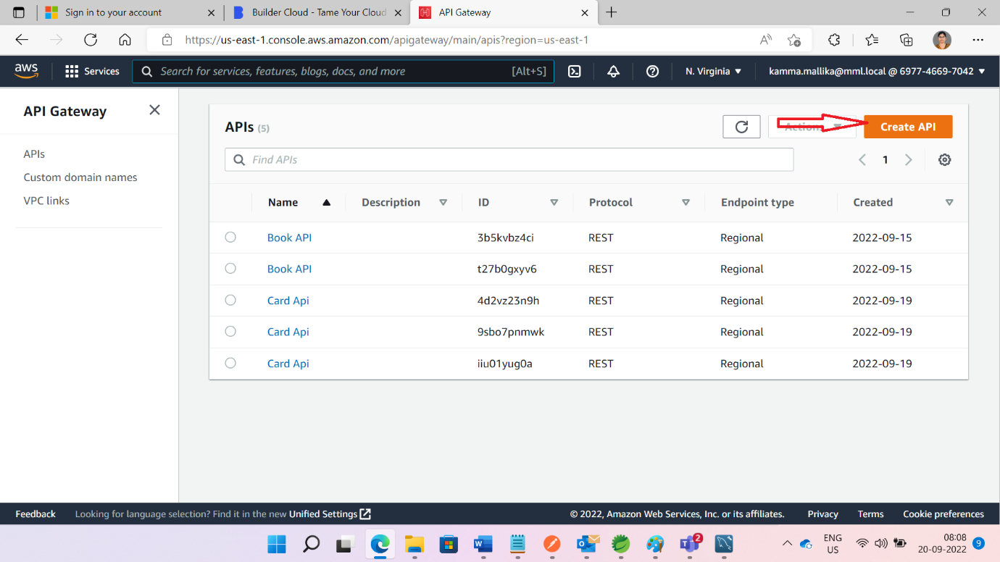 Sign in to your account
Builder Cloud - Tame Your Cloud
API Gateway
https://us-east-1.console.aws.amazon.com/apigateway/main/apis?region=us-east-1
aws
Services
Search for services, features, blogs, docs, and more
[Alt+S]
N. Virginia
kamma.mallika@mml.local @ 6977-4669-7042
API Gateway
APIs
Custom domain names
VPC links
APIs (5)
Actions
Create API
Find APIs
1
Name Description ID Protocol Endpoint type Created
Book API 3b5kvbz4ci REST Regional 2022-09-15
Book API t27b0gxyv6 REST Regional 2022-09-15
Card Api 4d2vz23n9h REST Regional 2022-09-19
Card Api 9sbo7pnmwk REST Regional 2022-09-19
Card Api iiu01yug0a REST Regional 2022-09-19
Feedback Looking for language selection? Find it in the new Unified Settings © 2022, Amazon Web Services, Inc. or its affiliates. Privacy Terms Cookie preferences
2
ENG
US
08:08
20-09-2022
9